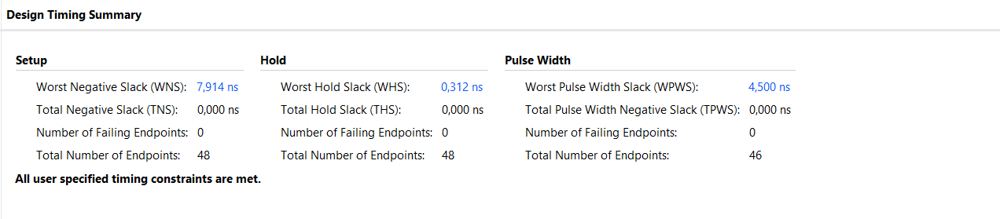 Design Timing Summary
Setup Hold Pulse Width
Worst Negative Slack (WNS): 7,914 ns Worst Hold Slack (WHS): 0,312 ns Worst Pulse Width Slack (WPWS): 4,500 ns
Total Negative Slack (TNS): 0,000 ns Total Hold Slack (THS): 0,000 ns Total Pulse Width Negative Slack (TPWS): 0,000 ns
Number of Failing Endpoints: 0 Number of Failing Endpoints: 0 Number of Failing Endpoints: 0
Total Number of Endpoints: 48 Total Number of Endpoints: 48 Total Number of Endpoints: 46
All user specified timing constraints are met.